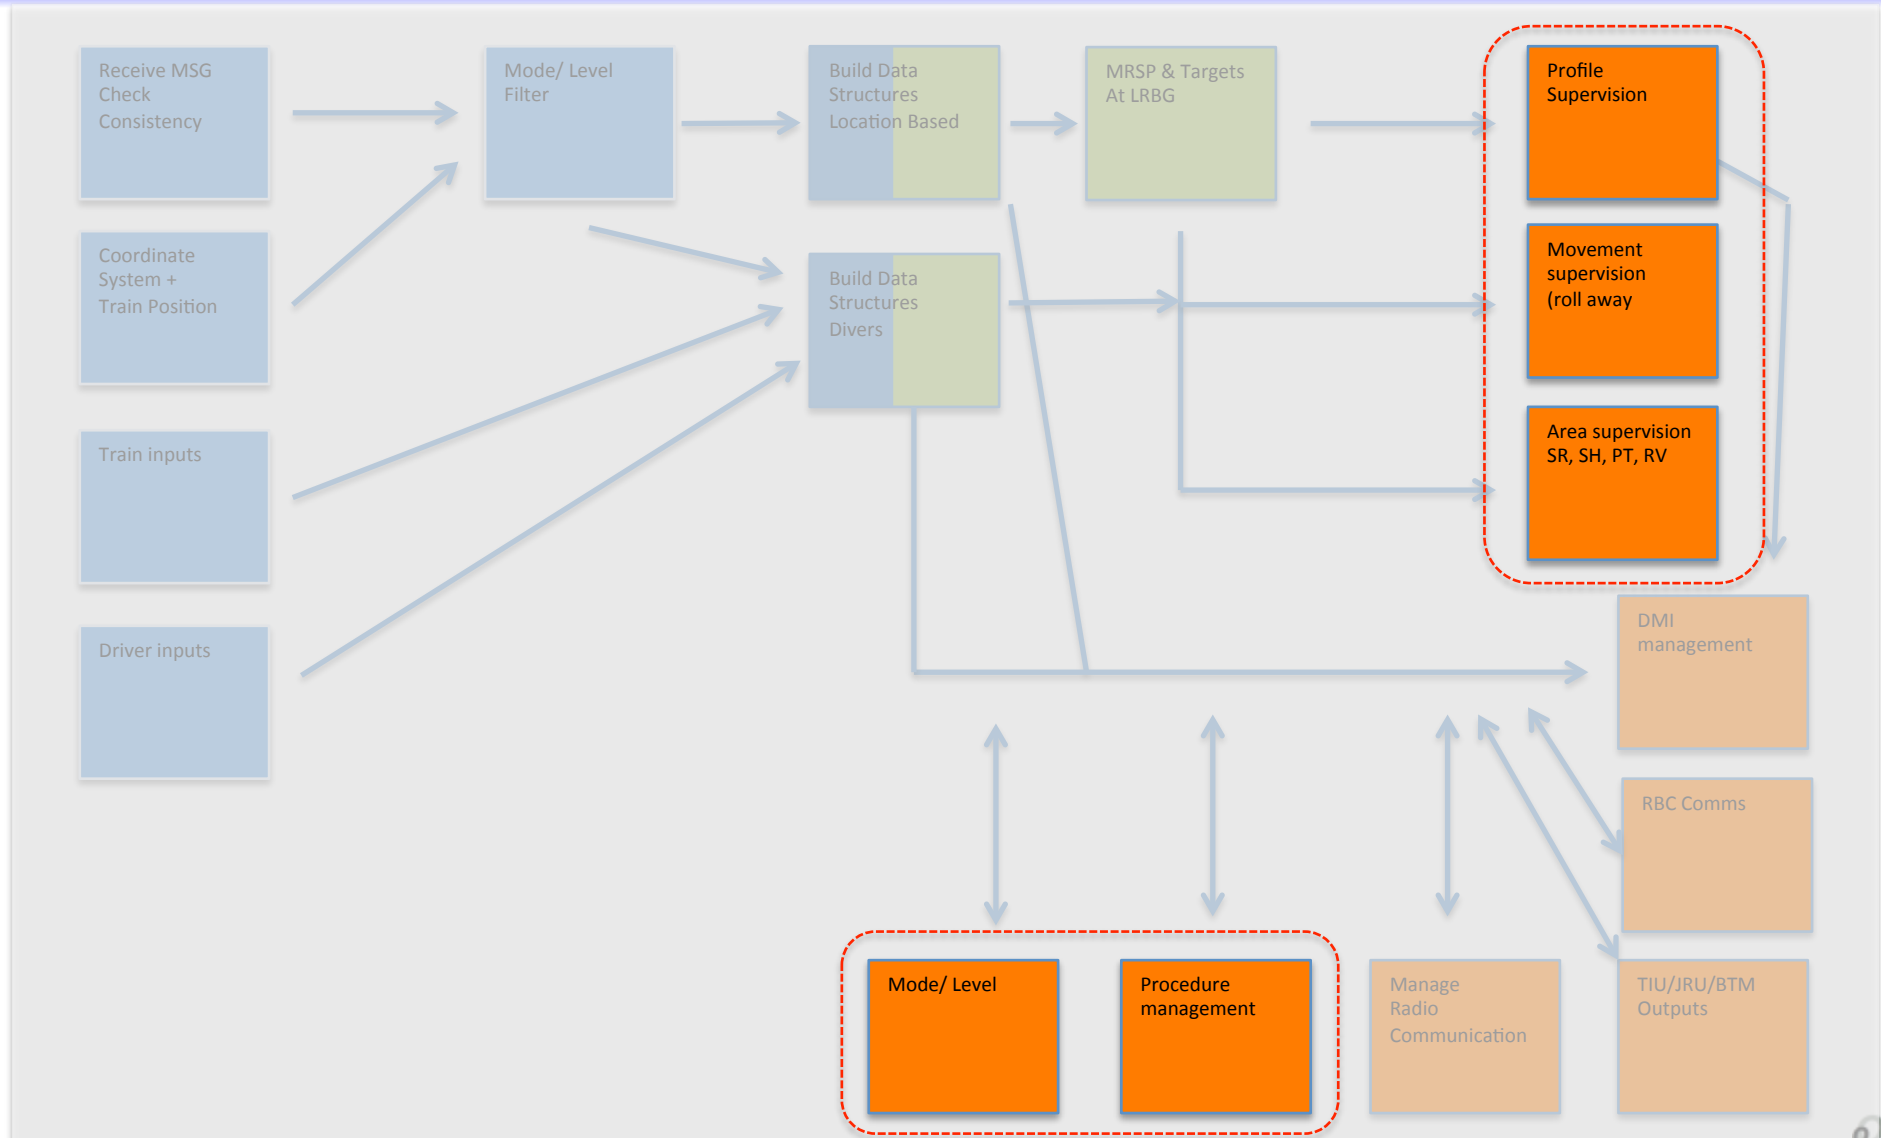 Receive MSG
Check
Consistency
Mode/ Level
Filter
Build Data
Structures
Location Based
MRSP & Targets
At LRBG
Profile
Supervision
Coordinate
System +
Train Position
Build Data
Structures
Divers
Movement
supervision
(roll away
Train inputs
Area supervision
SR, SH, PT, RV
Driver inputs
DMI
management
RBC Comms
Mode/ Level
Procedure
management
Manage
Radio
Communication
TIU/JRU/BTM
Outputs